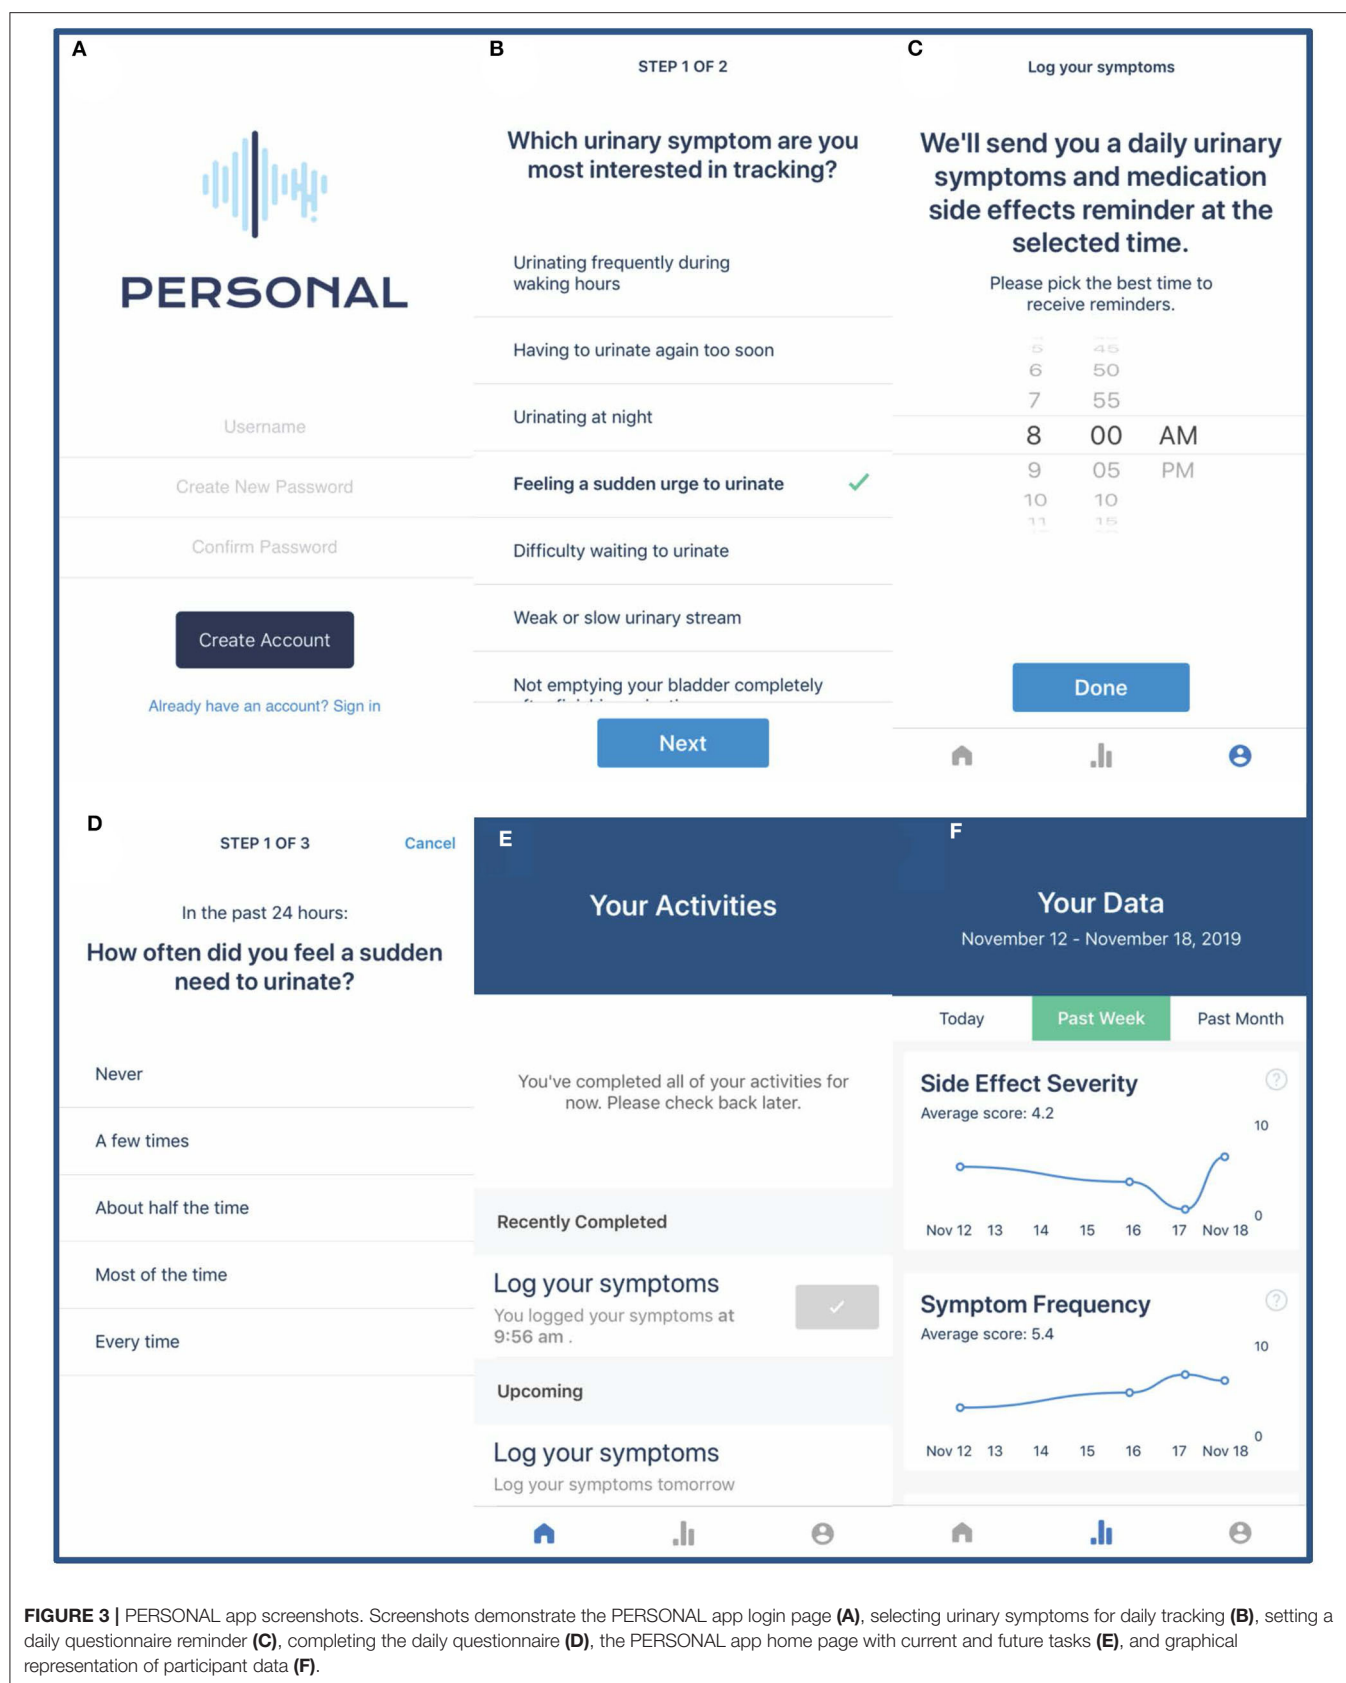 A
PERSONAL
Username
Create New Password
Confirm Password
Create Account
Already have an account? Sign in
B
STEP 1 OF 2
Which urinary symptom are you
most interested in tracking?
Urinating frequently during
waking hours
Having to urinate again too soon
Urinating at night
Feeling a sudden urge to urinate
Difficulty waiting to urinate
Weak or slow urinary stream
Not emptying your bladder completely
Next
C
Log your symptoms
We'll send you a daily urinary
symptoms and medication
side effects reminder at the
selected time.
Please pick the best time to
receive reminders.
5 45
6 50
7 55
8 00 AM
9 05 PM
10 10
11 15
Done
D
STEP 1 OF 3 Cancel
In the past 24 hours:
How often did you feel a sudden
need to urinate?
Never
A few times
About half the time
Most of the time
Every time
E
Your Activities
You've completed all of your activities for
now. Please check back later.
Recently Completed
Log your symptoms
You logged your symptoms at
9:56 am .
Upcoming
Log your symptoms
Log your symptoms tomorrow
F
Your Data
November 12 - November 18, 2019
Today Past Week Past Month
Side Effect Severity ?
Average score: 4.2
10
0
Nov 12 13 14 15 16 17 Nov 18
Symptom Frequency ?
Average score: 5.4
10
0
Nov 12 13 14 15 16 17 Nov 18
FIGURE 3 | PERSONAL app screenshots. Screenshots demonstrate the PERSONAL app login page (A), selecting urinary symptoms for daily tracking (B), setting a
daily questionnaire reminder (C), completing the daily questionnaire (D), the PERSONAL app home page with current and future tasks (E), and graphical
representation of participant data (F).